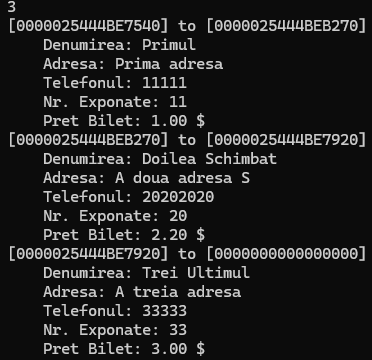 3
[0000025444BE7540] to [0000025444BEB270]
Denumirea: Primul
Adresa: Prima adresa
Telefonul: 11111
Nr. Exponate: 11
Pret Bilet: 1.00 $
[0000025444BEB270] to [0000025444BE7920]
Denumirea: Doilea Schimbat
Adresa: A doua adresa S
Telefonul: 20202020
Nr. Exponate: 20
Pret Bilet: 2.20 $
[0000025444BE7920] to [0000000000000000]
Denumirea: Trei Ultimul
Adresa: A treia adresa
Telefonul: 33333
Nr. Exponate: 33
Pret Bilet: 3.00 $